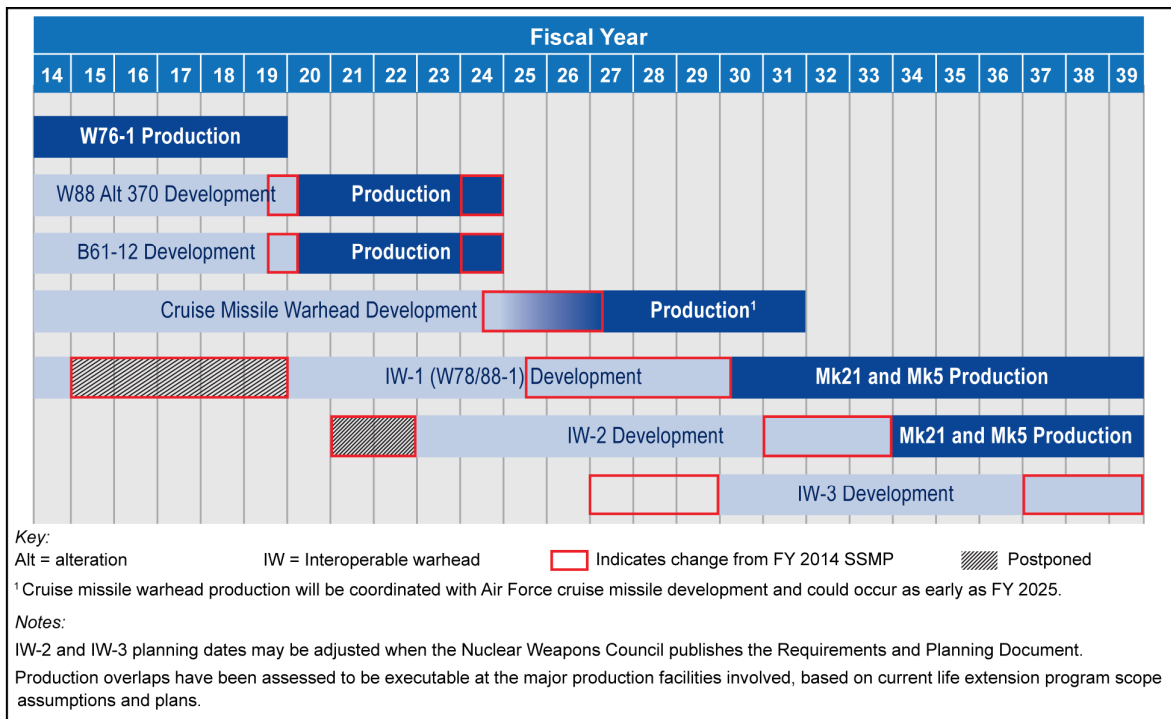 Fiscal Year
14 15 16 17 18 19 20 21 22 23 24 25 26 27 28 29 30 31 32 33 34 35 36 37 38 39
W76-1 Production
W88 Alt 370 Development Production
B61-12 Development Production
Cruise Missile Warhead Development Production¹
IW-1 (W78/88-1) Development Mk21 and Mk5 Production
IW-2 Development Mk21 and Mk5 Production
IW-3 Development
Key:
Alt = alteration IW = Interoperable warhead Indicates change from FY 2014 SSMP Postponed
¹ Cruise missile warhead production will be coordinated with Air Force cruise missile development and could occur as early as FY 2025.
Notes:
IW-2 and IW-3 planning dates may be adjusted when the Nuclear Weapons Council publishes the Requirements and Planning Document.
Production overlaps have been assessed to be executable at the major production facilities involved, based on current life extension program scope
assumptions and plans.